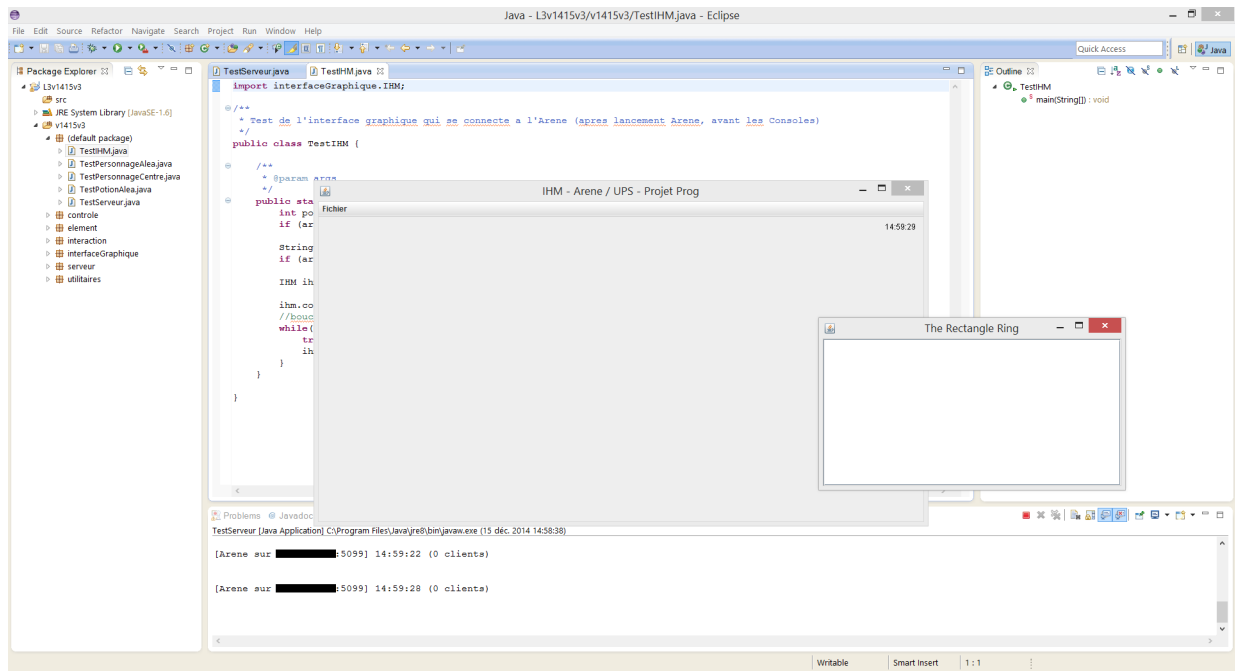 Java - L3v1415v3/v1415v3/TestIHM.java - Eclipse
File Edit Source Refactor Navigate Search Project Run Window Help
Quick Access
Java
Package Explorer
L3v1415v3
src
JRE System Library [JavaSE-1.6]
v1415v3
(default package)
TestIHM.java
TestPersonnageAlea.java
TestPersonnageCentre.java
TestPotionAlea.java
TestServeur.java
controle
element
interaction
interfaceGraphique
serveur
utilitaires
TestServeur.java
TestIHM.java
import interfaceGraphique.IHM;
/**
* Test de l'interface graphique qui se connecte a l'Arene (apres lancement Arene, avant les Consoles)
*/
public class TestIHM {
/**
* @param args
*/
public sta
int po
if (ar
String
if (ar
IHM ih
ihm.co
//bouc
while(
tr
ih
}
}
}
IHM - Arene / UPS - Projet Prog
Fichier
14:59:29
The Rectangle Ring
Outline
TestIHM
main(String[]) : void
Problems
Javadoc
TestServeur [Java Application] C:\Program Files\Java\jre8\bin\javaw.exe (15 déc. 2014 14:58:38)
[Arene sur :5099] 14:59:22 (0 clients)
[Arene sur :5099] 14:59:28 (0 clients)
Writable
Smart Insert
1 : 1